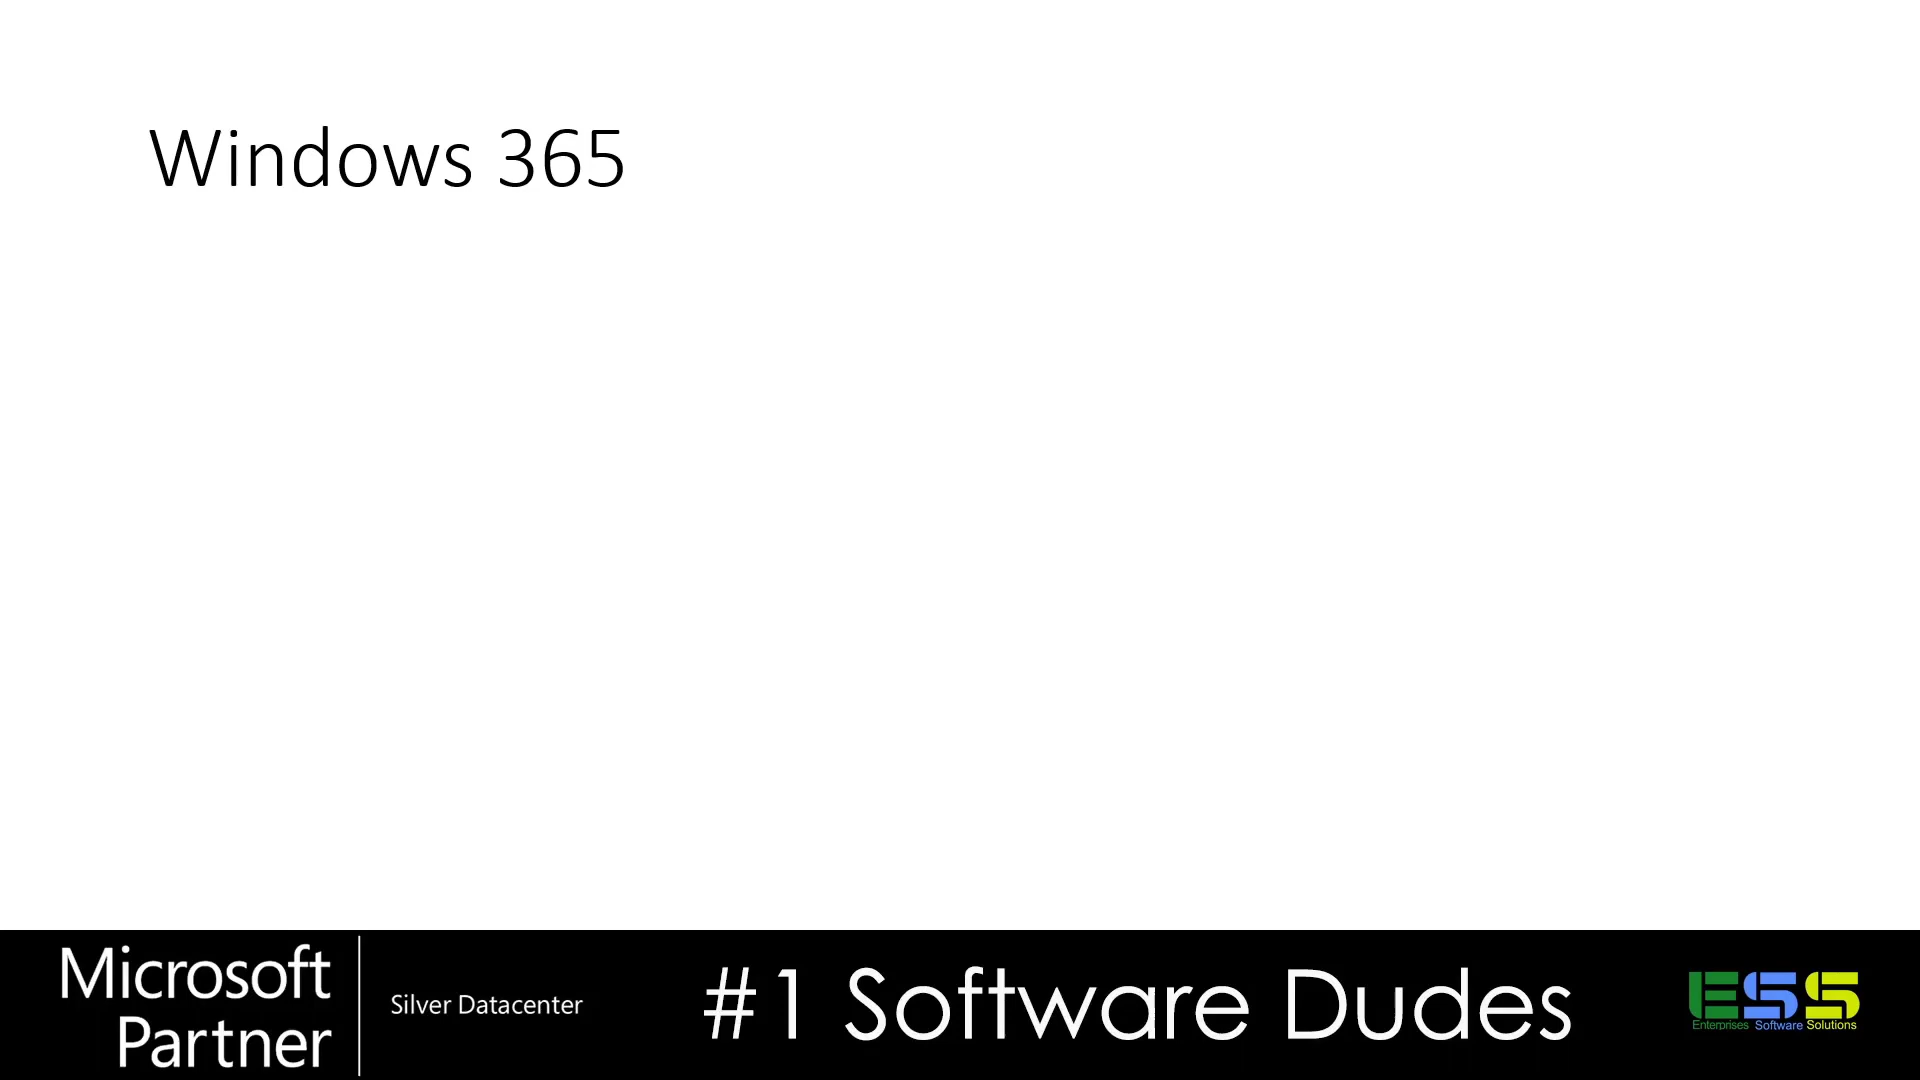 Windows 365
Microsoft
Partner
Silver Datacenter
#1 Software Dudes
ESS
Enterprises Software Solutions